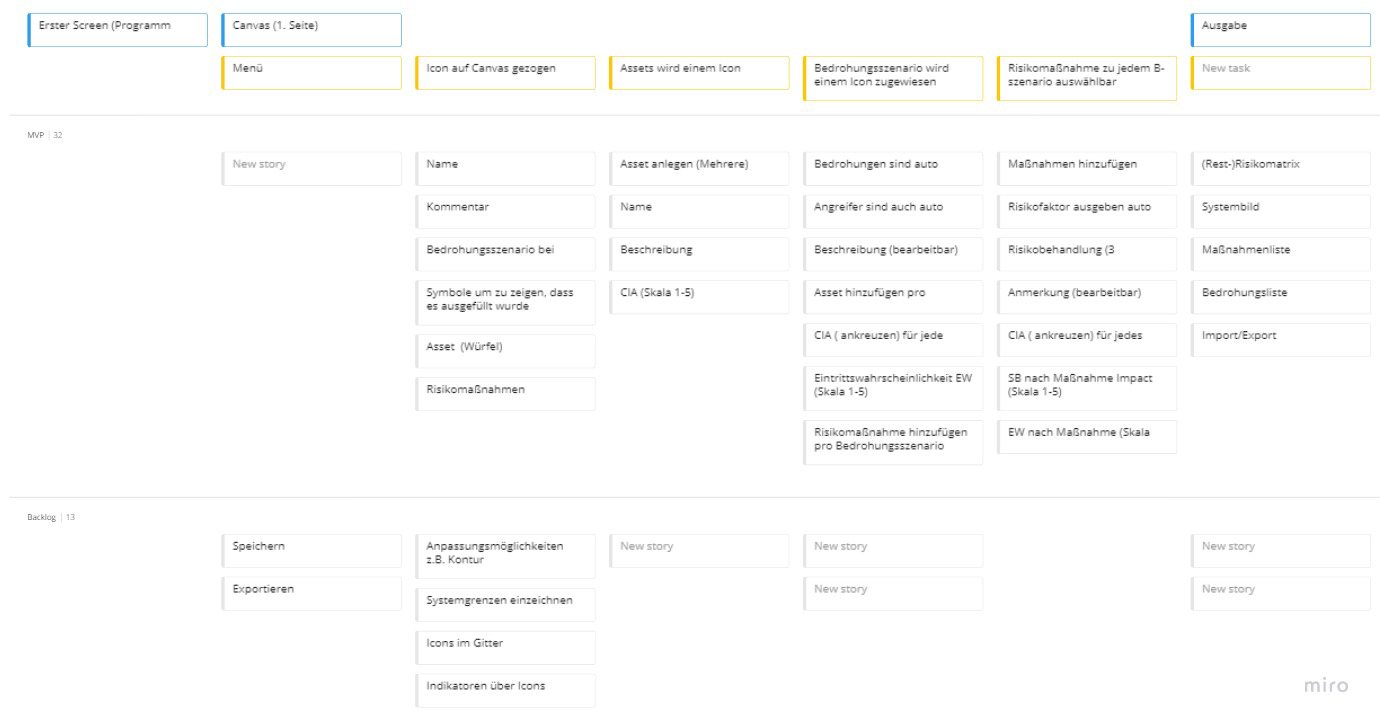 Erster Screen (Programm
Canvas (1. Seite)
Ausgabe
Menü
Icon auf Canvas gezogen
Assets wird einem Icon
Bedrohungsszenario wird
einem Icon zugewiesen
Risikomaßnahme zu jedem B-
szenario auswählbar
New task
MVP | 32
New story
Name
Asset anlegen (Mehrere)
Bedrohungen sind auto
Maßnahmen hinzufügen
(Rest-)Risikomatrix
Kommentar
Name
Angreifer sind auch auto
Risikofaktor ausgeben auto
Systembild
Bedrohungsszenario bei
Beschreibung
Beschreibung (bearbeitbar)
Risikobehandlung (3
Maßnahmenliste
Symbole um zu zeigen, dass
es ausgefüllt wurde
CIA (Skala 1-5)
Asset hinzufügen pro
Anmerkung (bearbeitbar)
Bedrohungsliste
Asset (Würfel)
CIA ( ankreuzen) für jede
CIA ( ankreuzen) für jedes
Import/Export
Risikomaßnahmen
Eintrittswahrscheinlichkeit EW
(Skala 1-5)
SB nach Maßnahme Impact
(Skala 1-5)
Risikomaßnahme hinzufügen
pro Bedrohungsszenario
EW nach Maßnahme (Skala
Backlog | 13
Speichern
Anpassungsmöglichkeiten
z.B. Kontur
New story
New story
New story
Exportieren
Systemgrenzen einzeichnen
New story
New story
Icons im Gitter
Indikatoren über Icons
miro